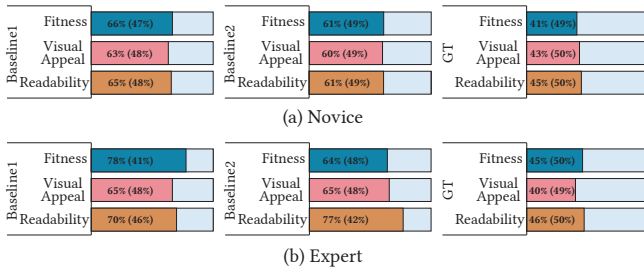 Baseline1
Fitness 66% (47%)
Visual Appeal 63% (48%)
Readability 65% (48%)
Baseline2
Fitness 61% (49%)
Visual Appeal 60% (49%)
Readability 61% (49%)
GT
Fitness 41% (49%)
Visual Appeal 43% (50%)
Readability 45% (50%)
(a) Novice
Baseline1
Fitness 78% (41%)
Visual Appeal 65% (48%)
Readability 70% (46%)
Baseline2
Fitness 64% (48%)
Visual Appeal 65% (48%)
Readability 77% (42%)
GT
Fitness 45% (50%)
Visual Appeal 40% (49%)
Readability 46% (50%)
(b) Expert